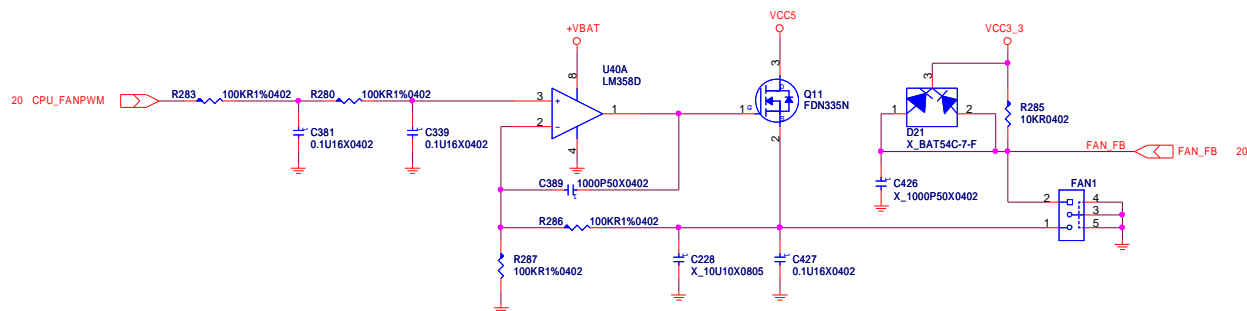 VCC5
+VBAT
VCC3_3
U40A
LM358D
8
3
3
Q11
FDN335N
R283
100KR1%0402
R280
100KR1%0402
20 CPU_FANPWM
3
+
1
1
G
D
S
R285
10KR0402
2
-
1
2
C381
0.1U16X0402
C339
0.1U16X0402
4
2
D21
X_BAT54C-7-F
FAN_FB
FAN_FB 20
C389
1000P50X0402
C426
X_1000P50X0402
FAN1
2
4
3
R286
100KR1%0402
1
5
R287
100KR1%0402
C228
X_10U10X0805
C427
0.1U16X0402